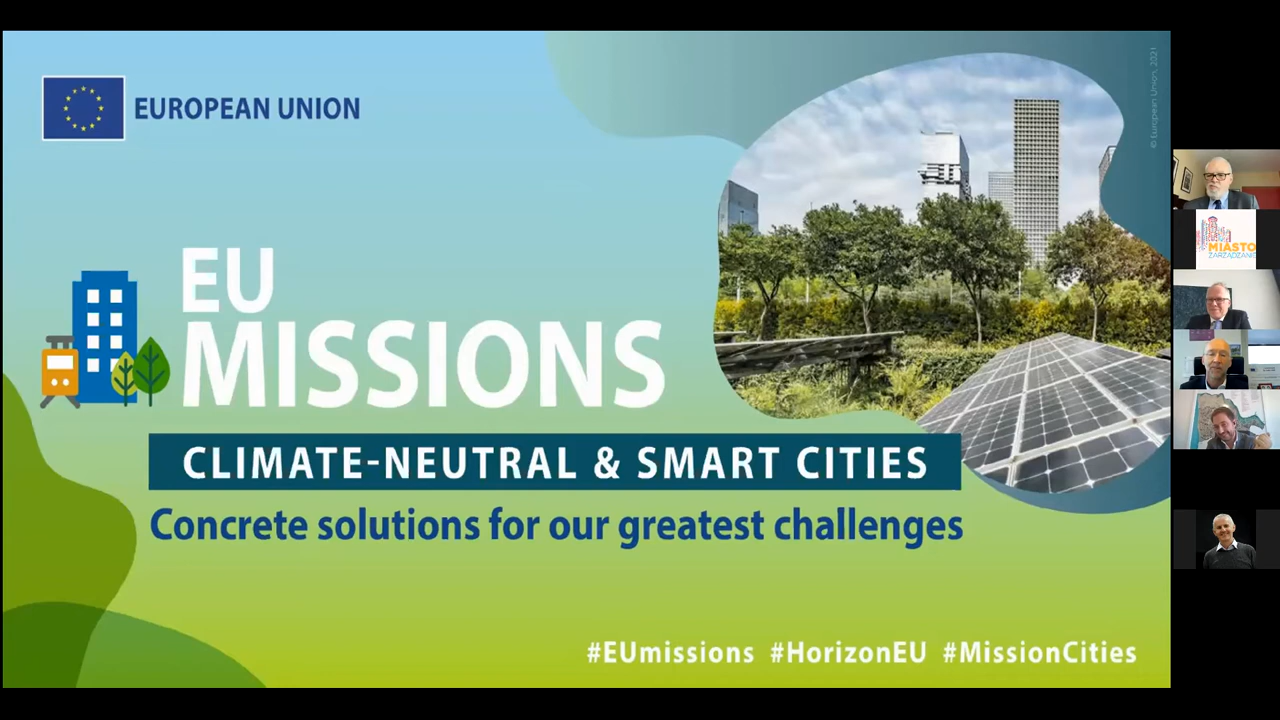 EUROPEAN UNION
© European Union, 2021
EU
MISSIONS
CLIMATE-NEUTRAL & SMART CITIES
Concrete solutions for our greatest challenges
#EUmissions #HorizonEU #MissionCities
MIASTO
ZARZĄDZANIE